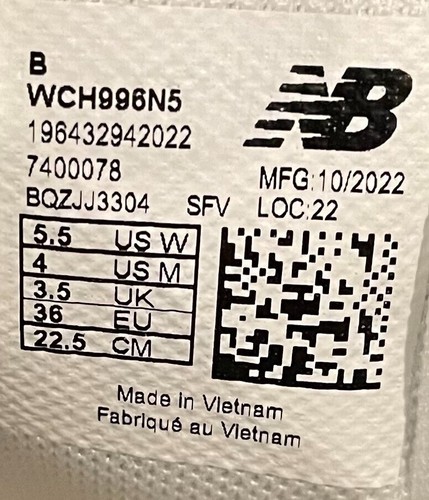 B
WCH996N5
196432942022
7400078
BQZJJ3304 SFV
NB
MFG:10/2022
LOC:22
5.5 US W
4 US M
3.5 UK
36 EU
22.5 CM
Made in Vietnam
Fabriqué au Vietnam